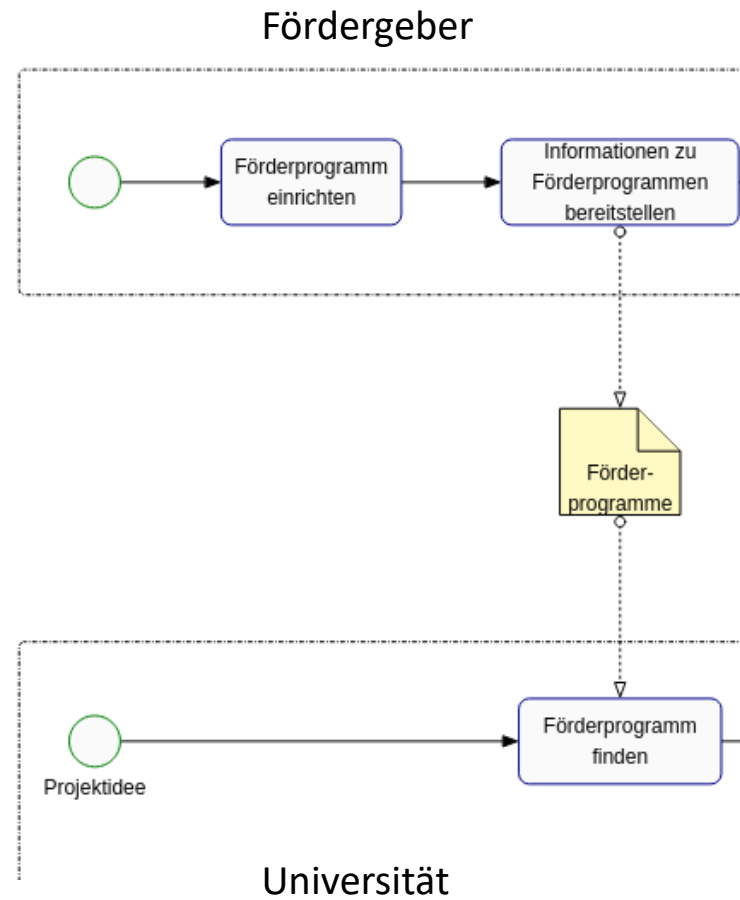 Fördergeber
Förderprogramm
einrichten
Informationen zu
Förderprogrammen
bereitstellen
Förder-
programme
Förderprogramm
finden
Projektidee
Universität